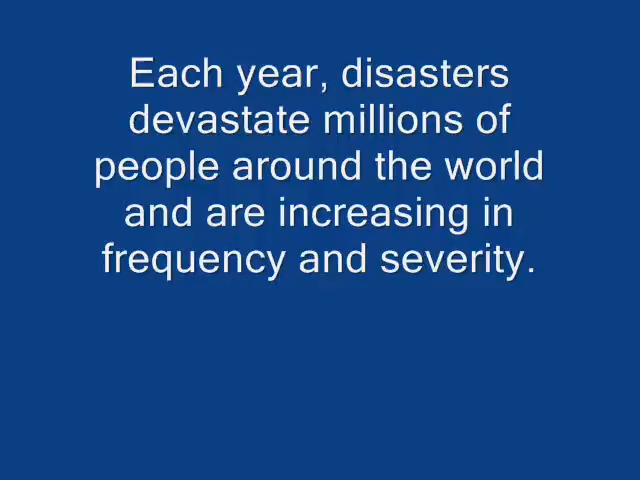 Each year, disasters
devastate millions of
people around the world
and are increasing in
frequency and severity.